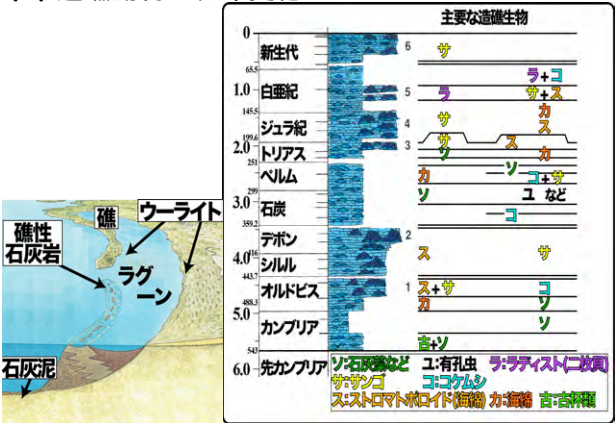 主要な造礁生物
0
新生代
6
サ
65.5
ラ+コ
1.0
白亜紀
5
ラ
サ+ス
145.5
カ
ジュラ紀
4
サ
ス
199.6
サ
ス
2.0
トリアス
3
ソ
カ
251
ペルム
カ
ソ
コ+サ
299
ソ
ユ など
3.0
石炭
コ
359.2
デボン
2
4.0
416
ス
サ
シルル
443.7
オルドビス
1
ス+サ
コ
488.3
カ
ソ
5.0
カンブリア
ソ
543
古+ソ
6.0
先カンブリア
ソ:石灰藻など ユ:有孔虫 ラ:ラディスト(二枚貝)
サ:サンゴ コ:コケムシ
ス:ストロマトポロイド(海綿) カ:海綿 古:古杯類
礁
ウーライト
礁性
石灰岩
ラグ
ーン
石灰泥